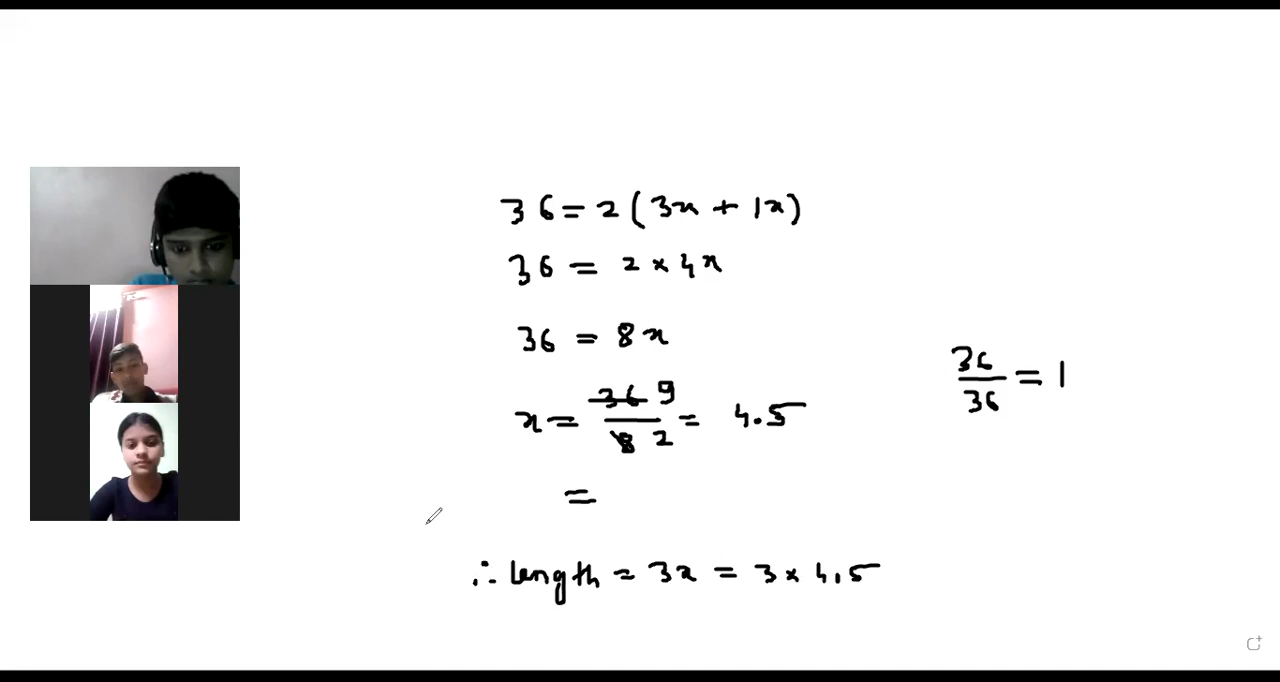 36 = 2 (3x + 1x)
36 = 2 × 4x
36 = 8x
36/36 = 1
x = 36 9 / 8 2 = 4.5
=
∴ length = 3x = 3 × 4.5